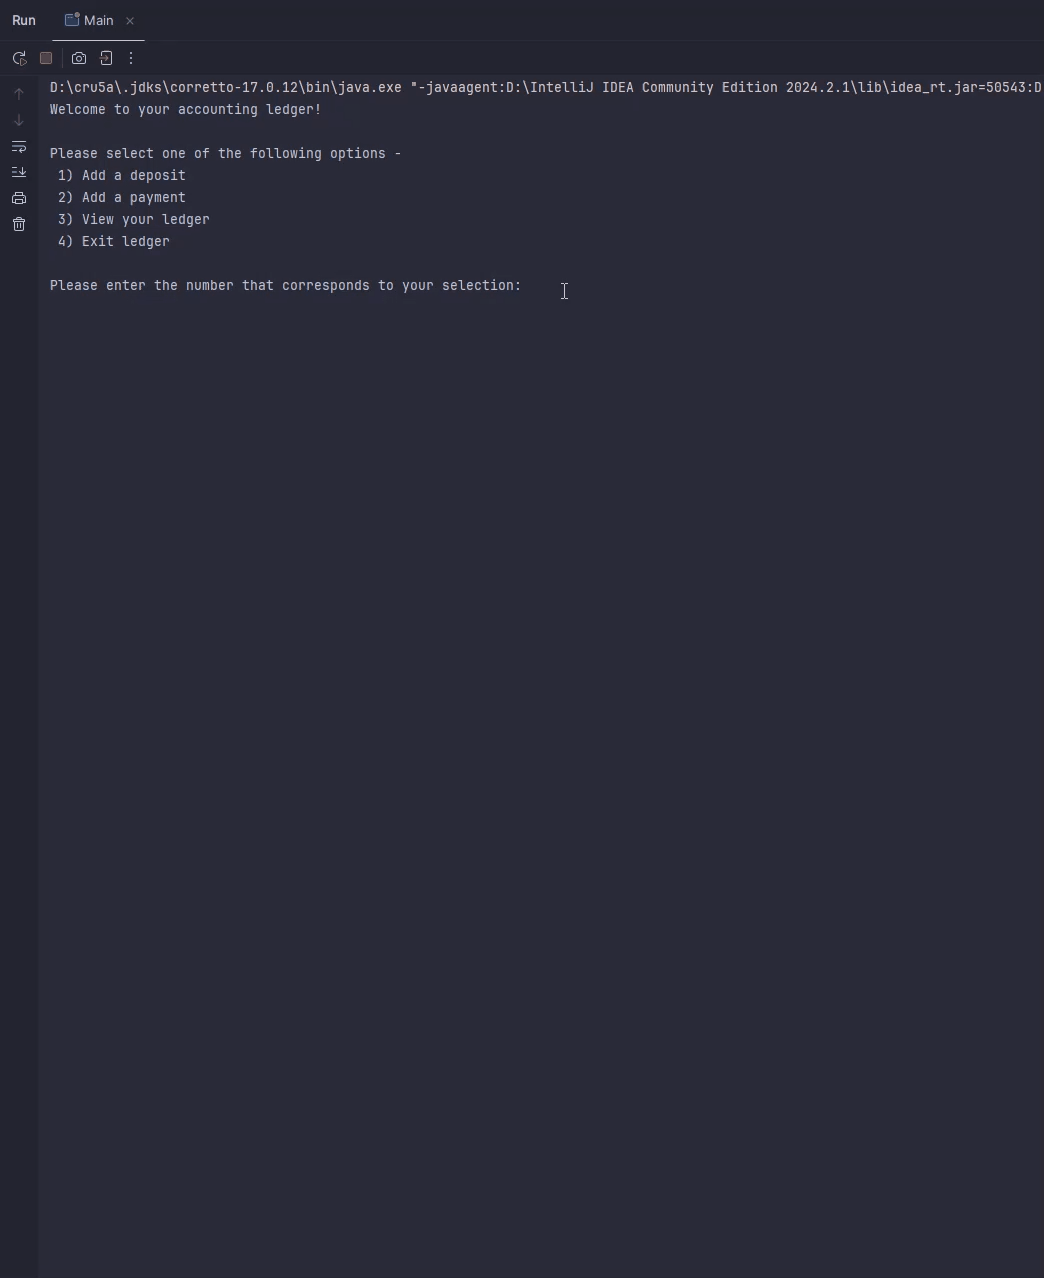 Run
Main
D:\cru5a\.jdks\corretto-17.0.12\bin\java.exe "-javaagent:D:\IntelliJ IDEA Community Edition 2024.2.1\lib\idea_rt.jar=50543:D
Welcome to your accounting ledger!
Please select one of the following options -
1) Add a deposit
2) Add a payment
3) View your ledger
4) Exit ledger
Please enter the number that corresponds to your selection: